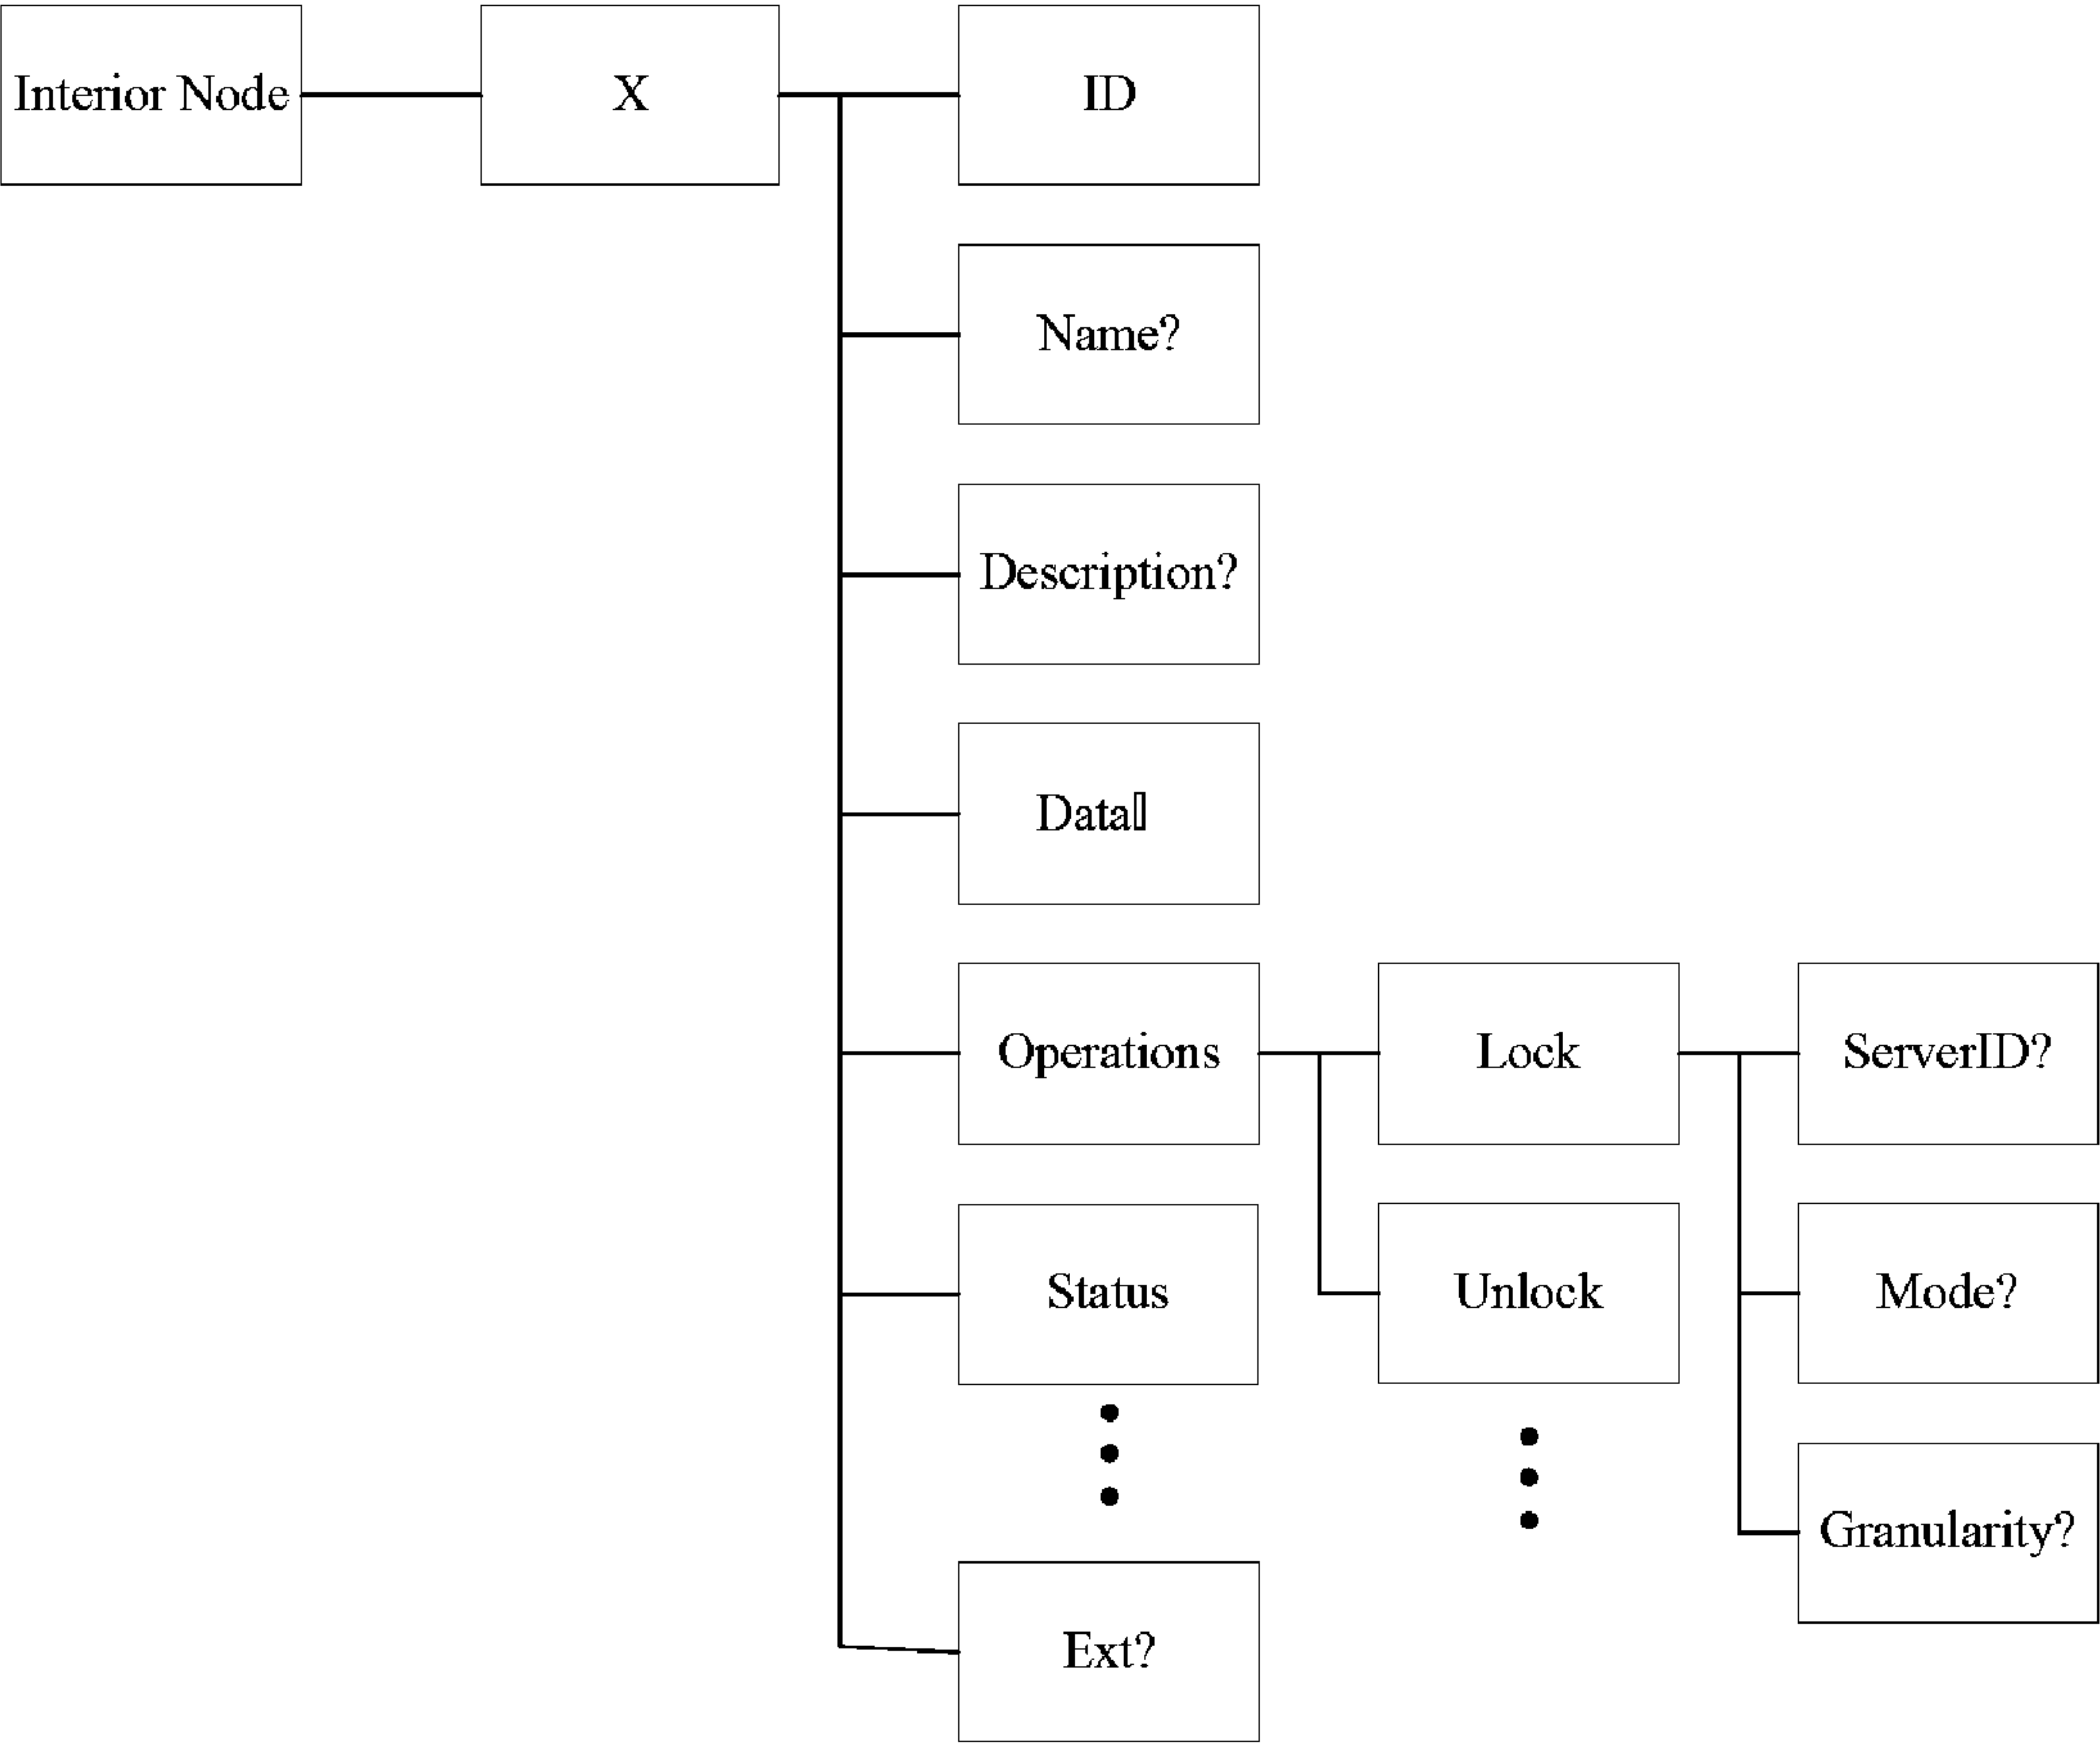 Interior Node
X
ID
Name?
Description?
Data
Operations
Lock
ServerID?
Status
Unlock
Mode?
Granularity?
Ext?